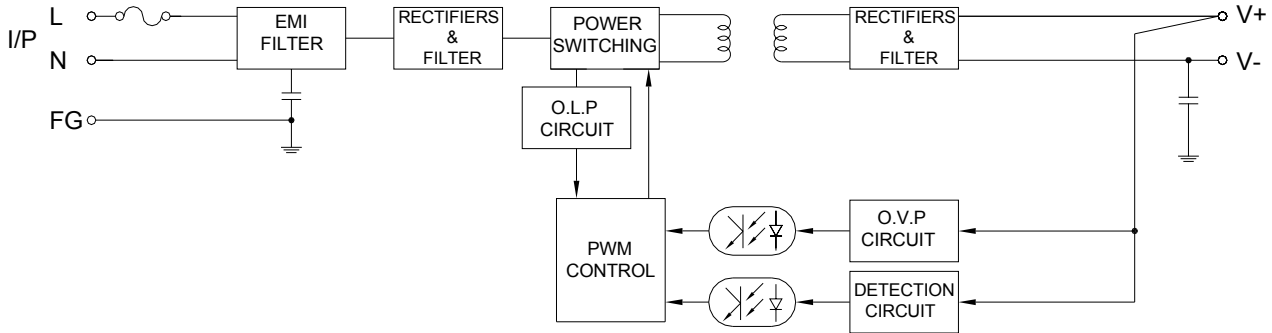 I/P
L
N
FG
EMI
FILTER
RECTIFIERS
&
FILTER
POWER
SWITCHING
RECTIFIERS
&
FILTER
V+
V-
O.L.P
CIRCUIT
PWM
CONTROL
O.V.P
CIRCUIT
DETECTION
CIRCUIT